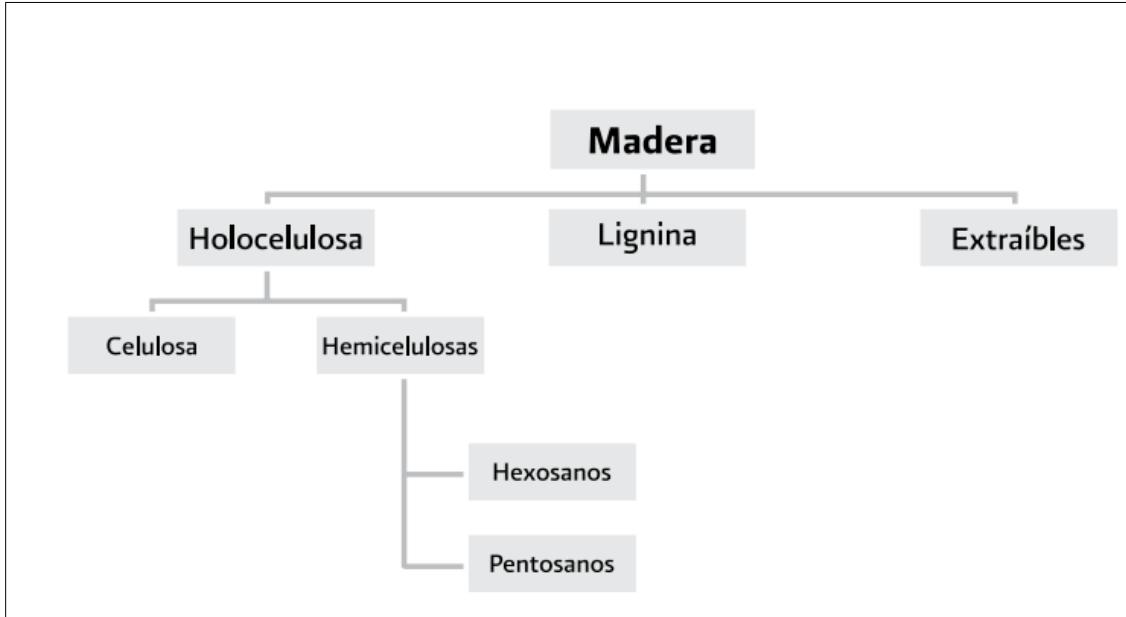 Madera
Holocelulosa
Lignina
Extraíbles
Celulosa
Hemicelulosas
Hexosanos
Pentosanos